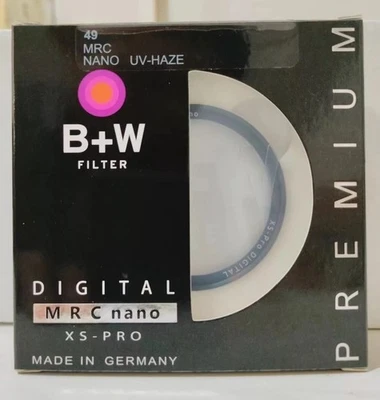 49
MRC
NANO UV-HAZE
B+W
FILTER
XS-Pro DIGITAL
DIGITAL
MRC nano
XS-PRO
MADE IN GERMANY
PREMIUM